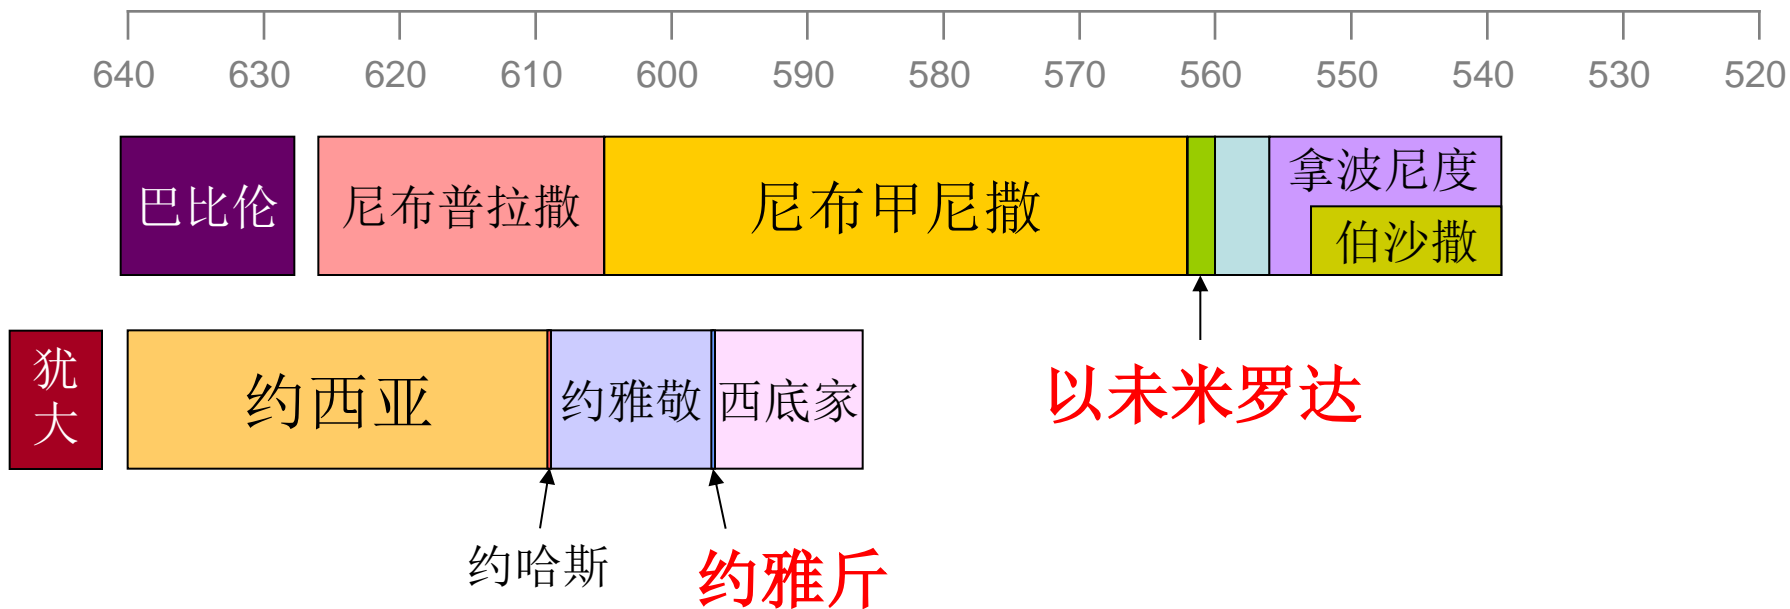 640 630 620 610 600 590 580 570 560 550 540 530 520
巴比伦
尼布普拉撒
尼布甲尼撒
拿波尼度
伯沙撒
犹
大
约西亚
约雅敬
西底家
以未米罗达
约哈斯
约雅斤